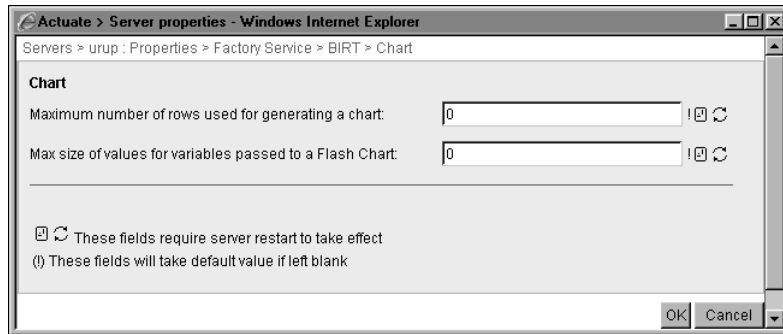 Actuate > Server properties - Windows Internet Explorer
Servers > urup : Properties > Factory Service > BIRT > Chart
Chart
Maximum number of rows used for generating a chart: 0 !
Max size of values for variables passed to a Flash Chart: 0 !
These fields require server restart to take effect
(!) These fields will take default value if left blank
OK Cancel